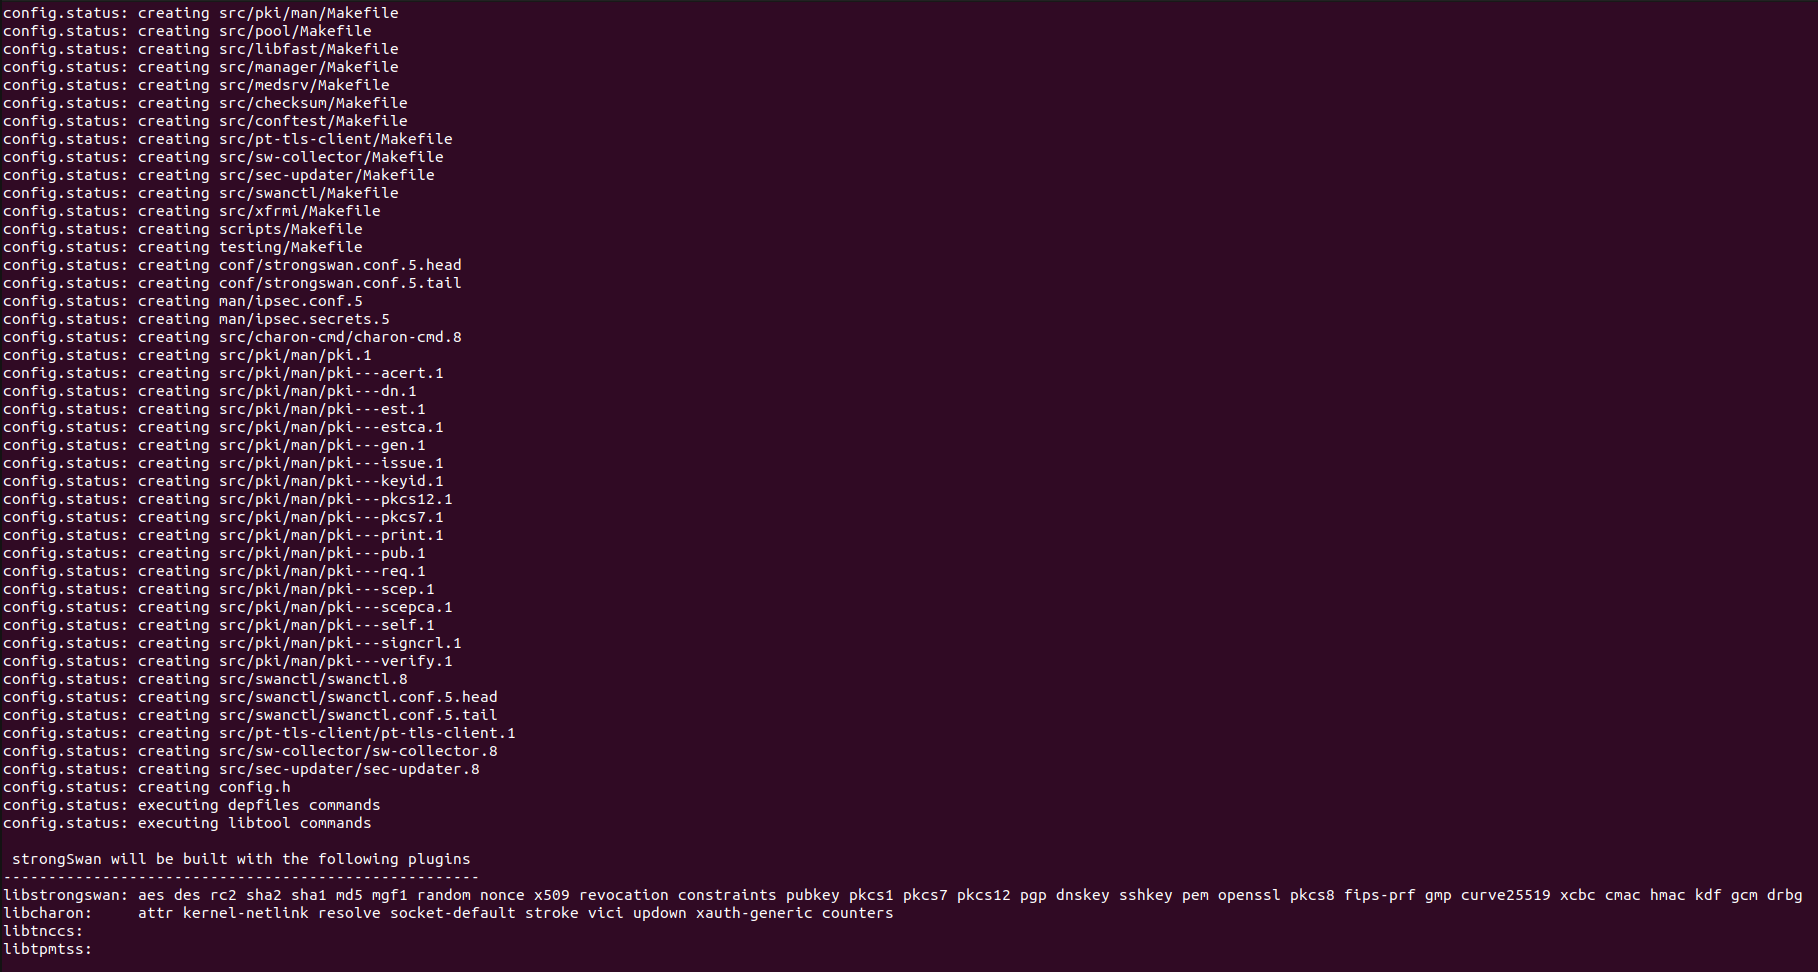 config.status: creating src/pki/man/Makefile
config.status: creating src/pool/Makefile
config.status: creating src/libfast/Makefile
config.status: creating src/manager/Makefile
config.status: creating src/medsrv/Makefile
config.status: creating src/checksum/Makefile
config.status: creating src/conftest/Makefile
config.status: creating src/pt-tls-client/Makefile
config.status: creating src/sw-collector/Makefile
config.status: creating src/sec-updater/Makefile
config.status: creating src/swanctl/Makefile
config.status: creating src/xfrmi/Makefile
config.status: creating scripts/Makefile
config.status: creating testing/Makefile
config.status: creating conf/strongswan.conf.5.head
config.status: creating conf/strongswan.conf.5.tail
config.status: creating man/ipsec.conf.5
config.status: creating man/ipsec.secrets.5
config.status: creating src/charon-cmd/charon-cmd.8
config.status: creating src/pki/man/pki.1
config.status: creating src/pki/man/pki---acert.1
config.status: creating src/pki/man/pki---dn.1
config.status: creating src/pki/man/pki---est.1
config.status: creating src/pki/man/pki---estca.1
config.status: creating src/pki/man/pki---gen.1
config.status: creating src/pki/man/pki---issue.1
config.status: creating src/pki/man/pki---keyid.1
config.status: creating src/pki/man/pki---pkcs12.1
config.status: creating src/pki/man/pki---pkcs7.1
config.status: creating src/pki/man/pki---print.1
config.status: creating src/pki/man/pki---pub.1
config.status: creating src/pki/man/pki---req.1
config.status: creating src/pki/man/pki---scep.1
config.status: creating src/pki/man/pki---scepca.1
config.status: creating src/pki/man/pki---self.1
config.status: creating src/pki/man/pki---signcrl.1
config.status: creating src/pki/man/pki---verify.1
config.status: creating src/swanctl/swanctl.8
config.status: creating src/swanctl/swanctl.conf.5.head
config.status: creating src/swanctl/swanctl.conf.5.tail
config.status: creating src/pt-tls-client/pt-tls-client.1
config.status: creating src/sw-collector/sw-collector.8
config.status: creating src/sec-updater/sec-updater.8
config.status: creating config.h
config.status: executing depfiles commands
config.status: executing libtool commands
strongSwan will be built with the following plugins
-----------------------------------------------------
libstrongswan: aes des rc2 sha2 sha1 md5 mgf1 random nonce x509 revocation constraints pubkey pkcs1 pkcs7 pkcs12 pgp dnskey sshkey pem openssl pkcs8 fips-prf gmp curve25519 xcbc cmac hmac kdf gcm drbg
libcharon:     attr kernel-netlink resolve socket-default stroke vici updown xauth-generic counters
libtnccs:
libtpmtss: